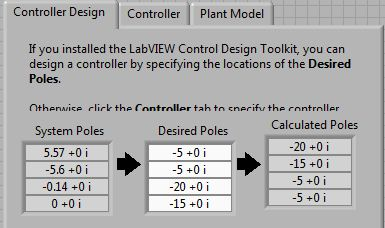 Controller Design
Controller
Plant Model
If you installed the LabVIEW Control Design Toolkit, you can
design a controller by specifying the locations of the Desired
Poles.
Otherwise, click the Controller tab to specify the controller
System Poles
5.57 +0 i
-5.6 +0 i
-0.14 +0 i
0 +0 i
Desired Poles
-5 +0 i
-5 +0 i
-20 +0 i
-15 +0 i
Calculated Poles
-20 +0 i
-15 +0 i
-5 +0 i
-5 +0 i